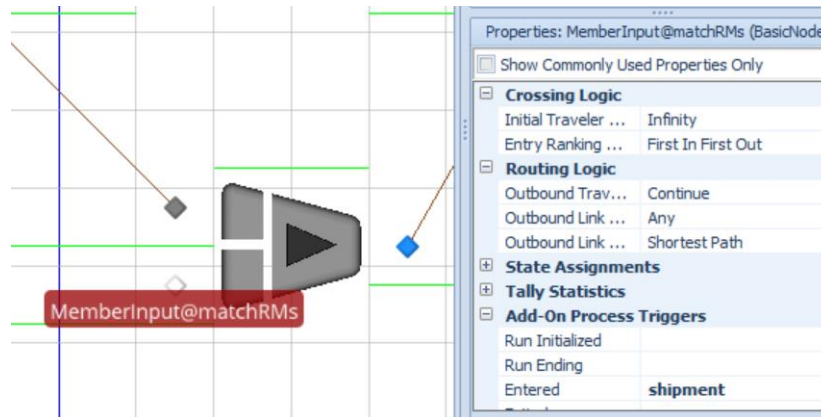 MemberInput@matchRMs
Properties: MemberInput@matchRMs (BasicNode
Show Commonly Used Properties Only
Crossing Logic
Initial Traveler ... Infinity
Entry Ranking ... First In First Out
Routing Logic
Outbound Trav... Continue
Outbound Link ... Any
Outbound Link ... Shortest Path
State Assignments
Tally Statistics
Add-On Process Triggers
Run Initialized
Run Ending
Entered shipment